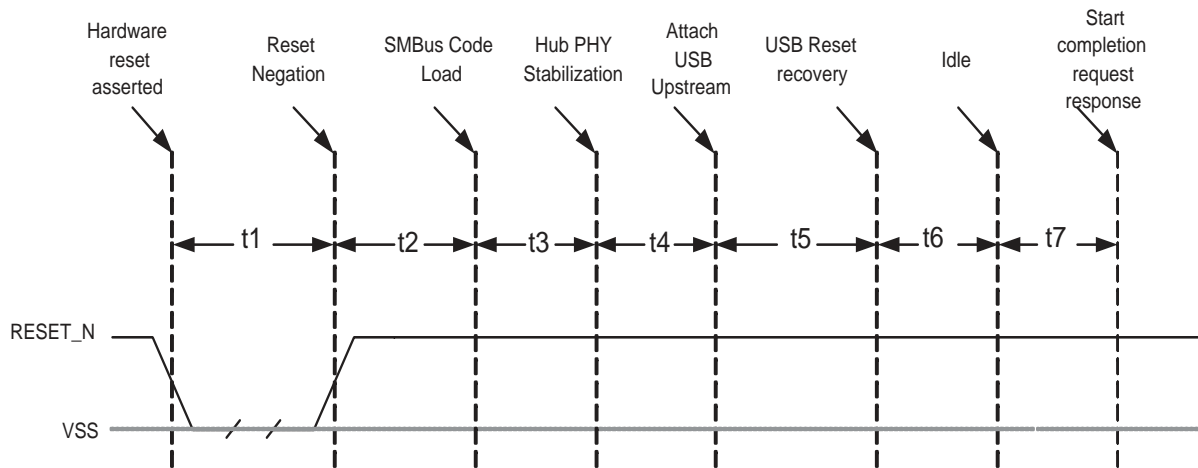 Hardware
reset
asserted
Reset
Negation
SMBus Code
Load
Hub PHY
Stabilization
Attach
USB
Upstream
USB Reset
recovery
Idle
Start
completion
request
response
t1
t2
t3
t4
t5
t6
t7
RESET_N
VSS